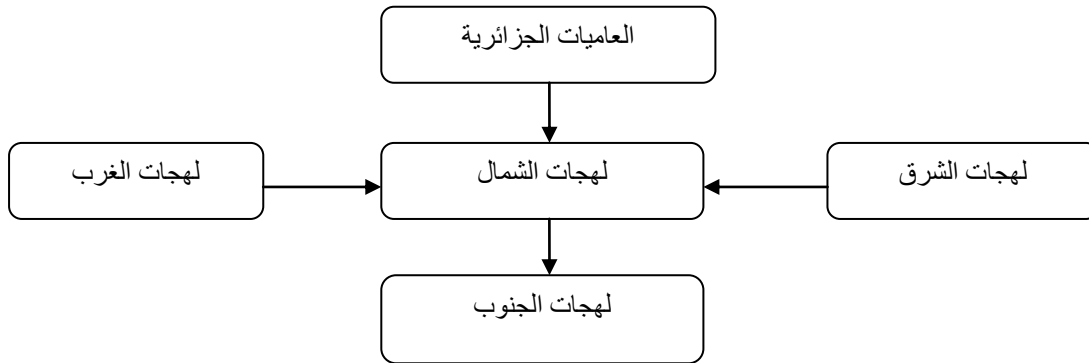 العاميات الجزائرية
لهجات الشرق
لهجات الشمال
لهجات الغرب
لهجات الجنوب